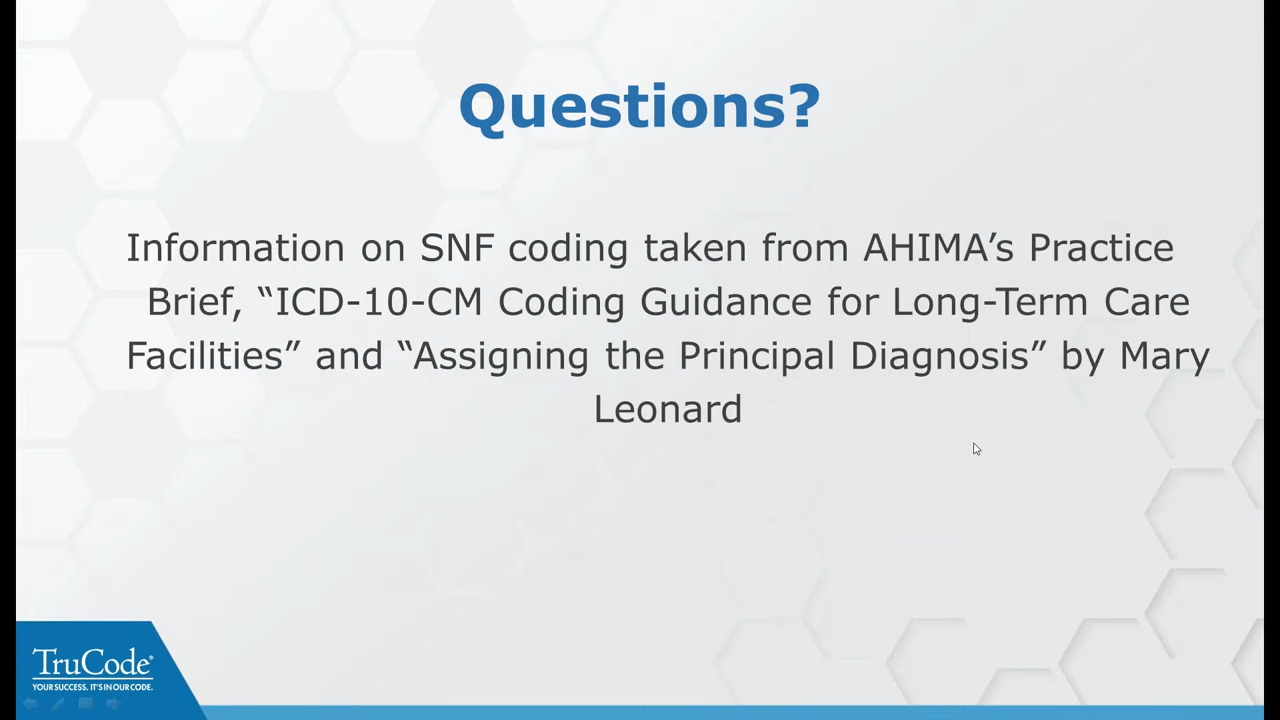 Questions?
Information on SNF coding taken from AHIMA’s Practice
Brief, “ICD-10-CM Coding Guidance for Long-Term Care
Facilities” and “Assigning the Principal Diagnosis” by Mary
Leonard
TruCode®
YOUR SUCCESS. IT'S IN OUR CODE.